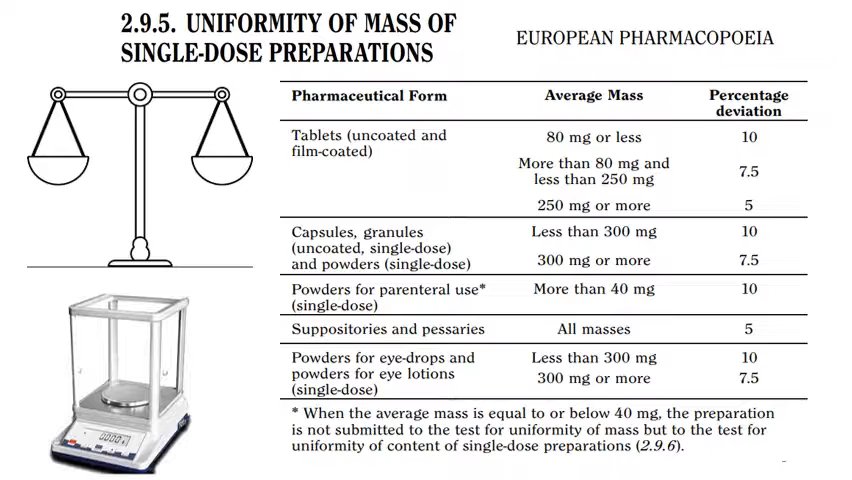 2.9.5. UNIFORMITY OF MASS OF
SINGLE-DOSE PREPARATIONS
EUROPEAN PHARMACOPOEIA
Pharmaceutical Form Average Mass Percentage
deviation
Tablets (uncoated and
film-coated)
80 mg or less 10
More than 80 mg and
less than 250 mg
7.5
250 mg or more 5
Capsules, granules
(uncoated, single-dose)
and powders (single-dose)
Less than 300 mg 10
300 mg or more 7.5
Powders for parenteral use*
(single-dose)
More than 40 mg 10
Suppositories and pessaries All masses 5
Powders for eye-drops and
powders for eye lotions
(single-dose)
Less than 300 mg 10
300 mg or more 7.5
* When the average mass is equal to or below 40 mg, the preparation
is not submitted to the test for uniformity of mass but to the test for
uniformity of content of single-dose preparations (2.9.6).